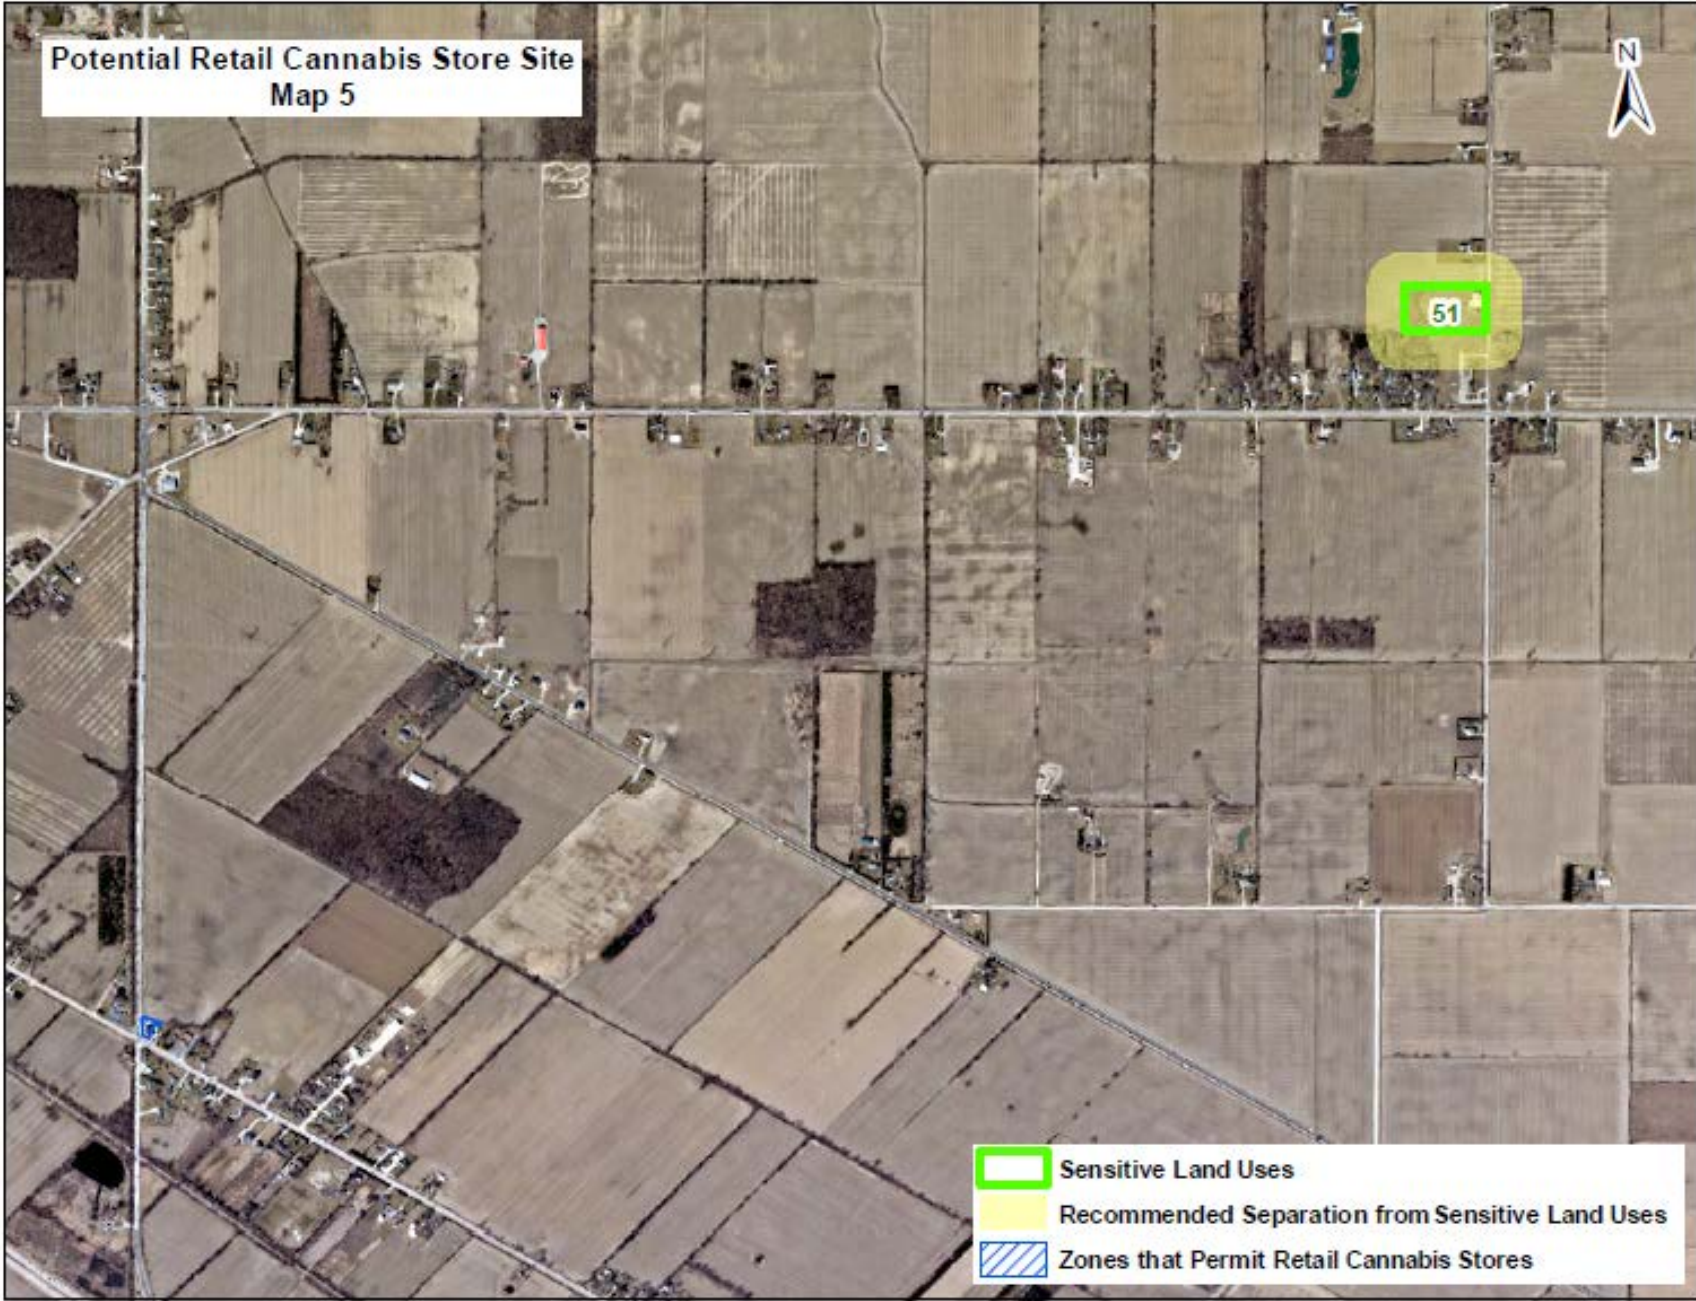 Potential Retail Cannabis Store Site
Map 5
N
51
Sensitive Land Uses
Recommended Separation from Sensitive Land Uses
Zones that Permit Retail Cannabis Stores